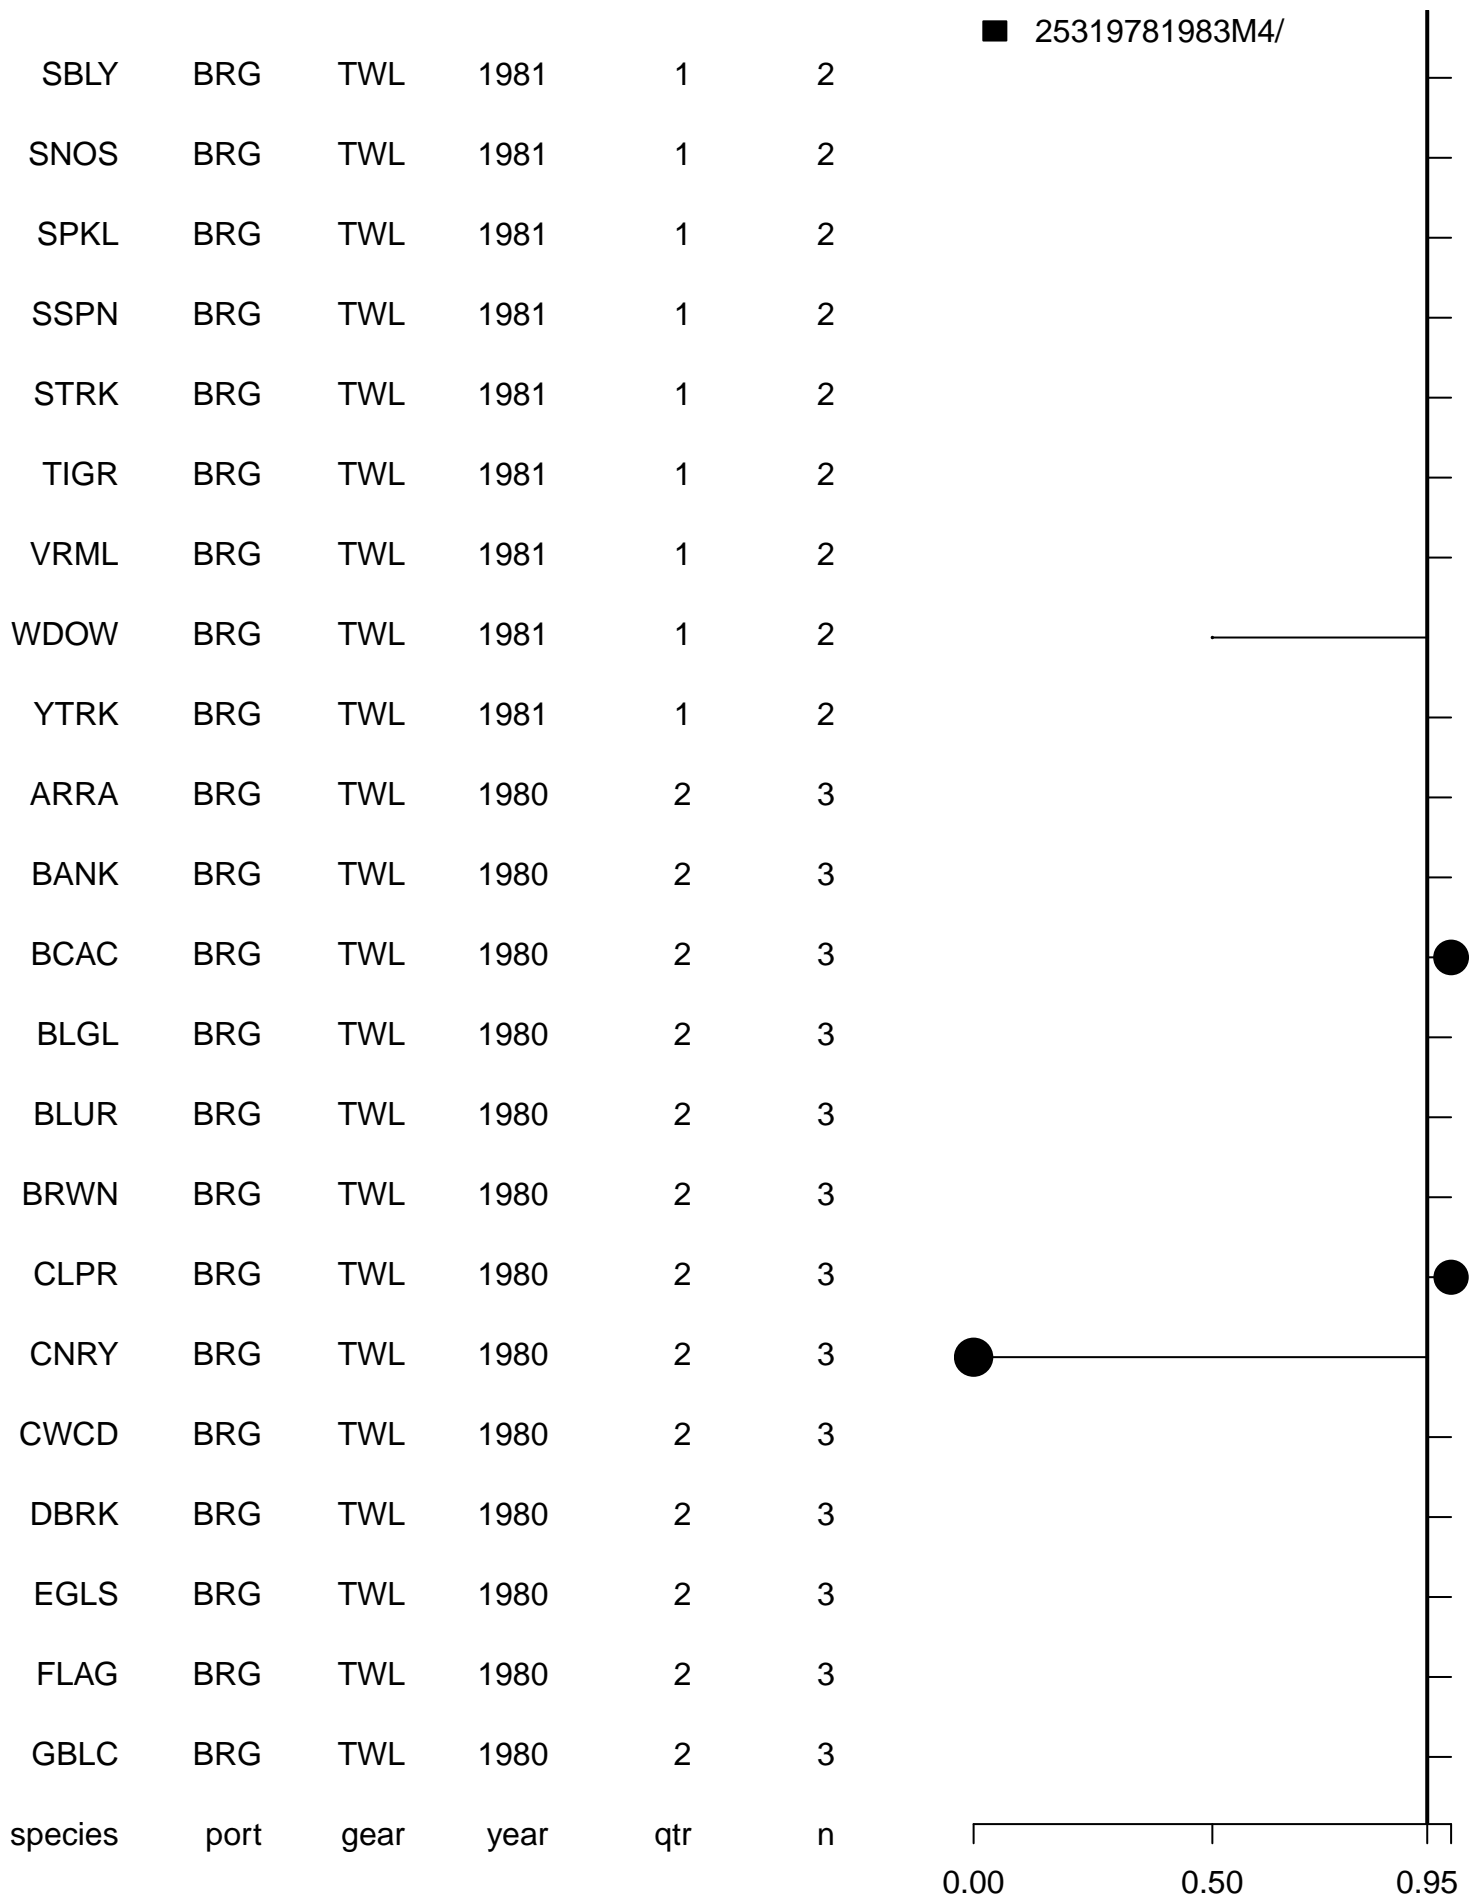 25319781983M4/
SBLY BRG TWL 1981 1 2
SNOS BRG TWL 1981 1 2
SPKL BRG TWL 1981 1 2
SSPN BRG TWL 1981 1 2
STRK BRG TWL 1981 1 2
TIGR BRG TWL 1981 1 2
VRML BRG TWL 1981 1 2
WDOW BRG TWL 1981 1 2
YTRK BRG TWL 1981 1 2
ARRA BRG TWL 1980 2 3
BANK BRG TWL 1980 2 3
BCAC BRG TWL 1980 2 3
BLGL BRG TWL 1980 2 3
BLUR BRG TWL 1980 2 3
BRWN BRG TWL 1980 2 3
CLPR BRG TWL 1980 2 3
CNRY BRG TWL 1980 2 3
CWCD BRG TWL 1980 2 3
DBRK BRG TWL 1980 2 3
EGLS BRG TWL 1980 2 3
FLAG BRG TWL 1980 2 3
GBLC BRG TWL 1980 2 3
species port gear year qtr n
0.00 0.50 0.95